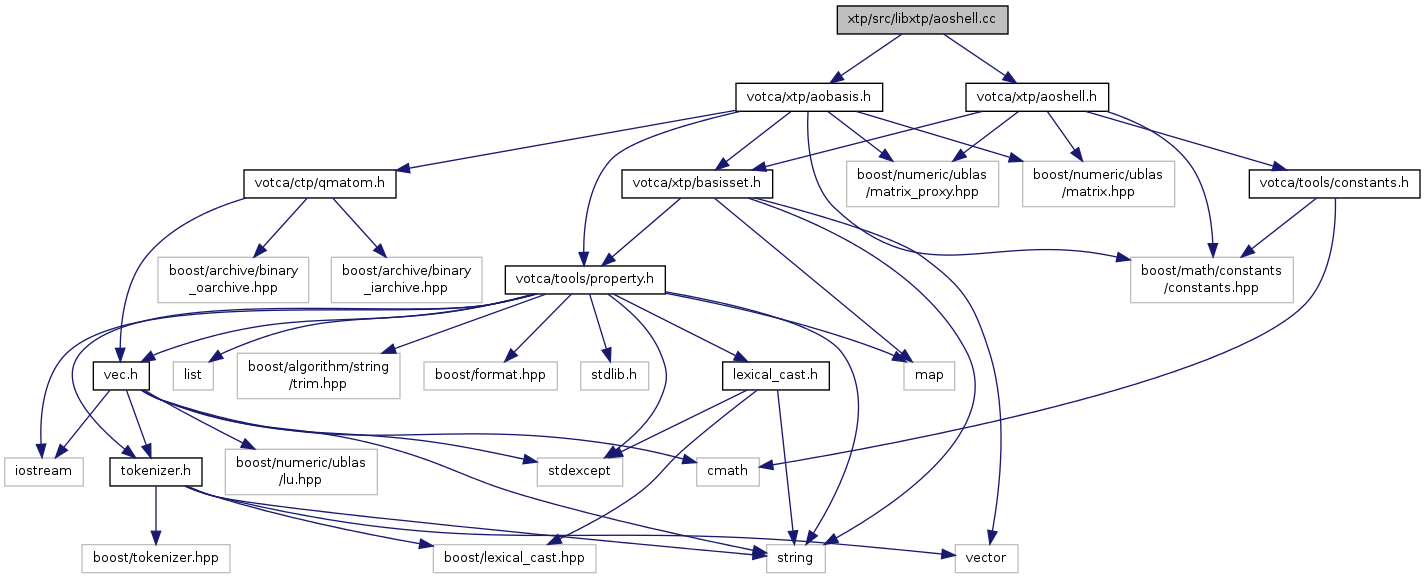 xtp/src/libxtp/aoshell.cc
votca/xtp/aobasis.h
votca/xtp/aoshell.h
votca/ctp/qmatom.h
votca/xtp/basisset.h
boost/numeric/ublas
/matrix_proxy.hpp
boost/numeric/ublas
/matrix.hpp
votca/tools/constants.h
boost/archive/binary
_oarchive.hpp
boost/archive/binary
_iarchive.hpp
votca/tools/property.h
boost/math/constants
/constants.hpp
vec.h
list
boost/algorithm/string
/trim.hpp
boost/format.hpp
stdlib.h
lexical_cast.h
map
iostream
tokenizer.h
boost/numeric/ublas
/lu.hpp
stdexcept
cmath
boost/tokenizer.hpp
boost/lexical_cast.hpp
string
vector